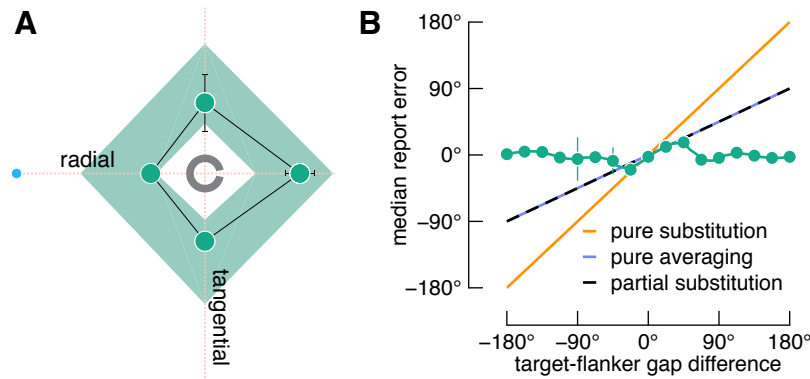 A
radial
tangential
B
median report error
180°
90°
0°
−90°
−180°
pure substitution
pure averaging
partial substitution
−180° −90° 0° 90° 180°
target-flanker gap difference